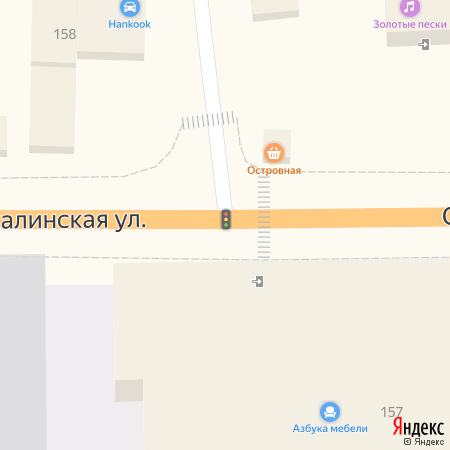 158
Hankook
Золотые пески
Островная
алинская ул.
С
157
Азбука мебели
Яндекс
© Яндекс